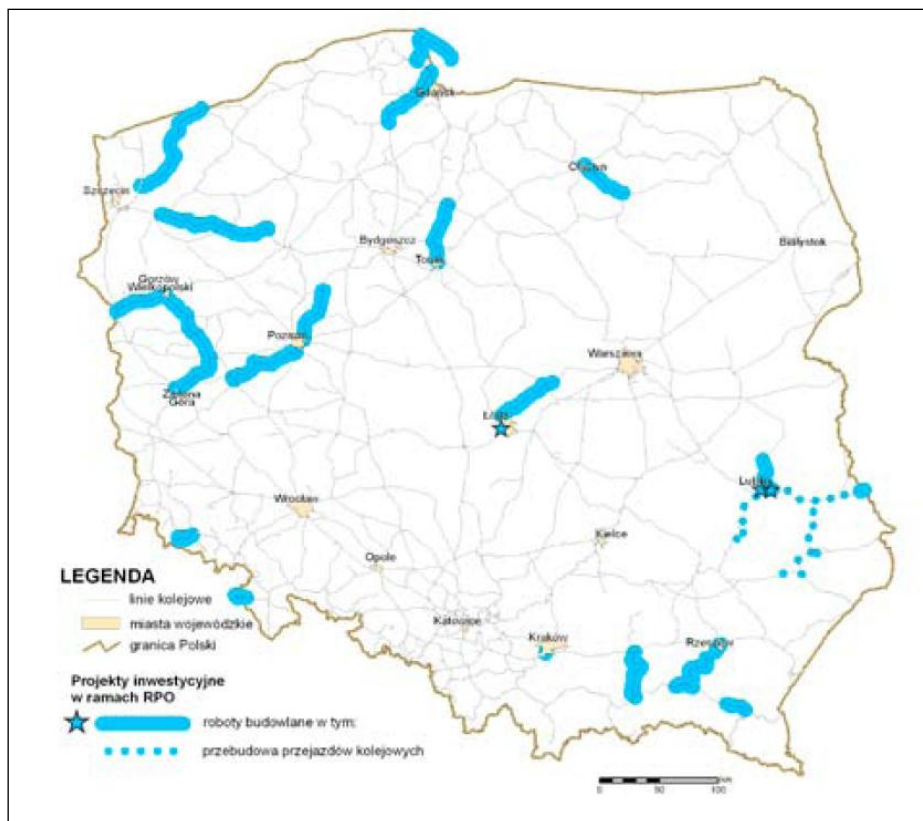 Gdańsk
Szczecin
Olsztyn
Bydgoszcz
Toruń
Białystok
Gorzów
Wielkopolski
Poznań
Warszawa
Zielona
Góra
Łódź
Lublin
Wrocław
Kielce
Opole
LEGENDA
linie kolejowe
miasta wojewódzkie
granica Polski
Katowice
Kraków
Rzeszów
Projekty inwestycyjne
w ramach RPO
roboty budowlane w tym:
przebudowa przejazdów kolejowych
km
0 50 100